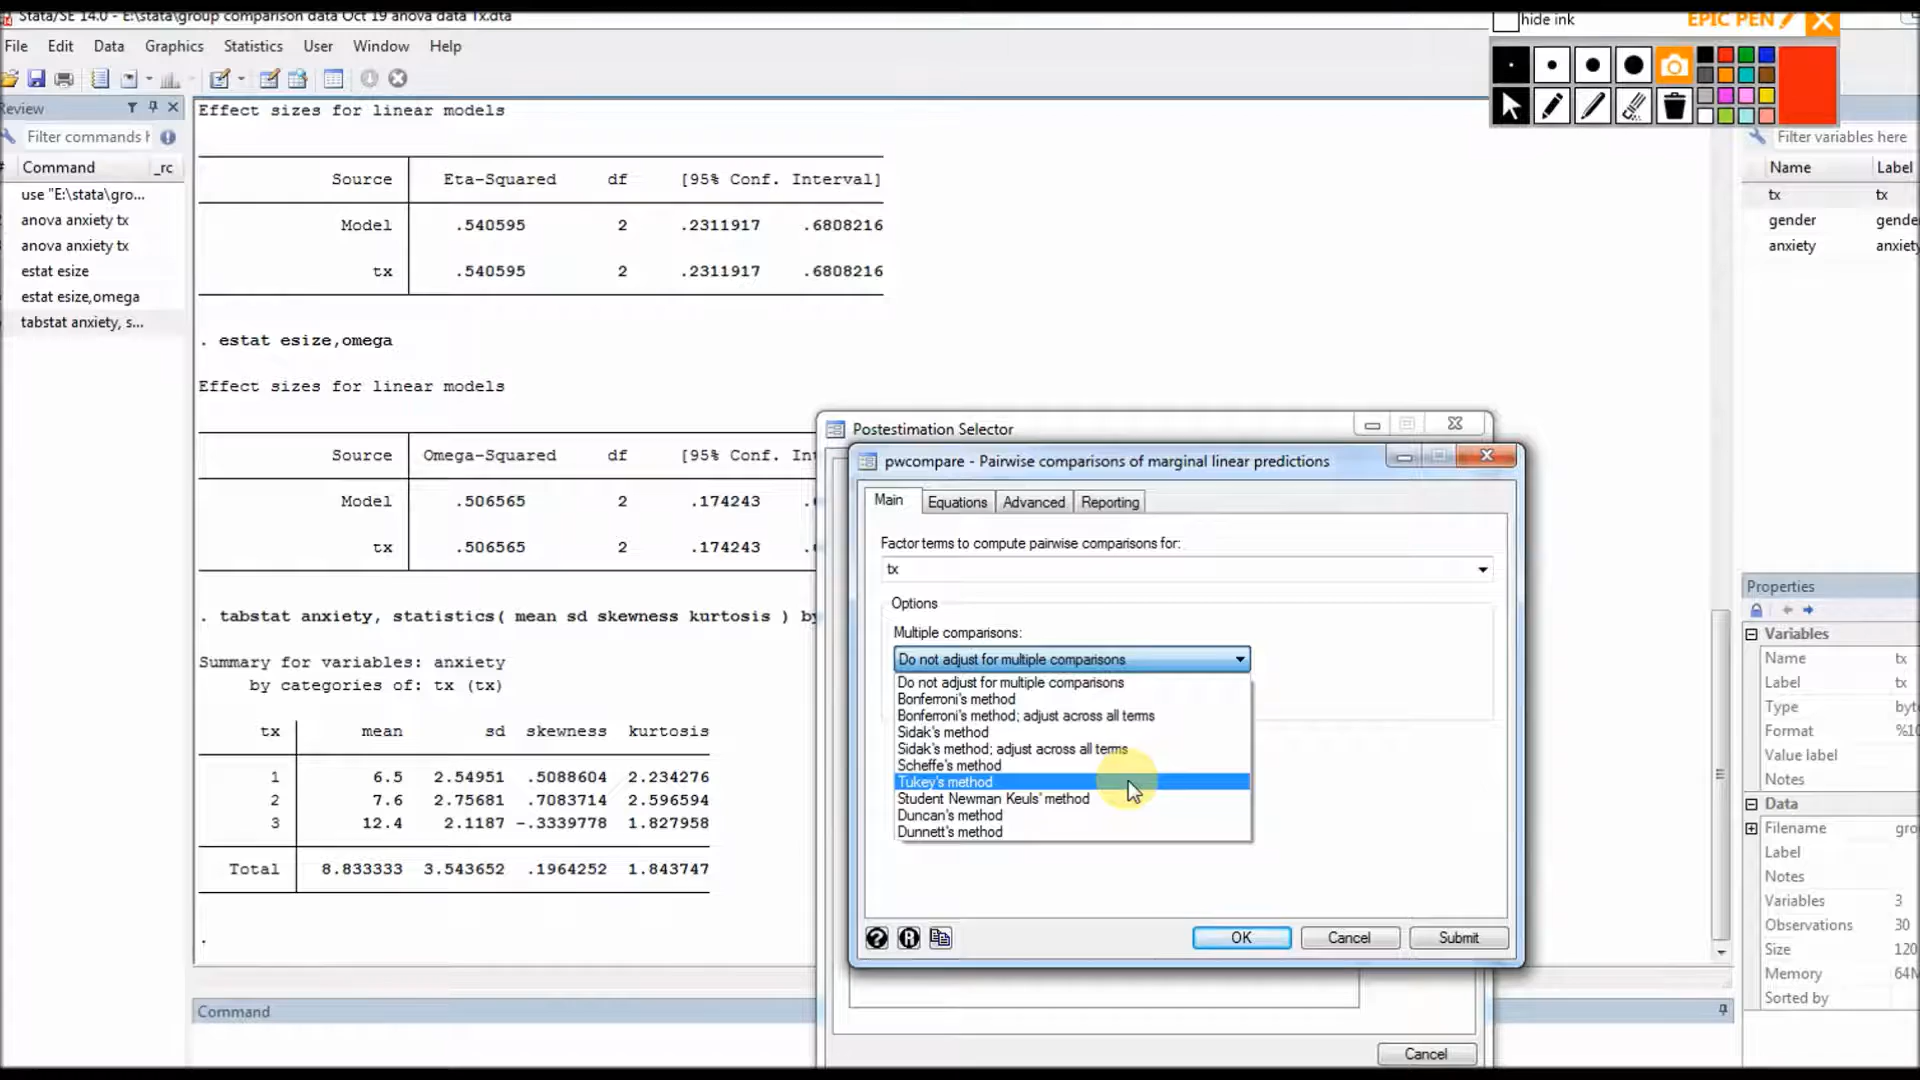 Stata/SE 14.0 - E:\stata\group comparison data Oct 19 anova data Tx.dta
hide ink
EPIC PEN
File Edit Data Graphics Statistics User Window Help
Review
Filter commands
Command _rc
use "E:\stata\gro...
anova anxiety tx
anova anxiety tx
estat esize
estat esize,omega
tabstat anxiety, s...
Effect sizes for linear models
Source Eta-Squared df [95% Conf. Interval]
Model .540595 2 .2311917 .6808216
tx .540595 2 .2311917 .6808216
. estat esize,omega
Effect sizes for linear models
Source Omega-Squared df [95% Conf. Int
Model .506565 2 .174243 .
tx .506565 2 .174243 .
. tabstat anxiety, statistics( mean sd skewness kurtosis ) by
Summary for variables: anxiety
by categories of: tx (tx)
tx mean sd skewness kurtosis
1 6.5 2.54951 .5088604 2.234276
2 7.6 2.75681 .7083714 2.596594
3 12.4 2.1187 -.3339778 1.827958
Total 8.833333 3.543652 .1964252 1.843747
.
Command
Postestimation Selector
pwcompare - Pairwise comparisons of marginal linear predictions
Main Equations Advanced Reporting
Factor terms to compute pairwise comparisons for:
tx
Options
Multiple comparisons:
Do not adjust for multiple comparisons
Do not adjust for multiple comparisons
Bonferroni's method
Bonferroni's method; adjust across all terms
Sidak's method
Sidak's method; adjust across all terms
Scheffe's method
Tukey's method
Student Newman Keuls' method
Duncan's method
Dunnett's method
OK Cancel Submit
Cancel
Filter variables here
Name Label
tx tx
gender gende
anxiety anxiety
Properties
Variables
Name tx
Label tx
Type byt
Format %10
Value label
Notes
Data
Filename gro
Label
Notes
Variables 3
Observations 30
Size 120
Memory 64M
Sorted by